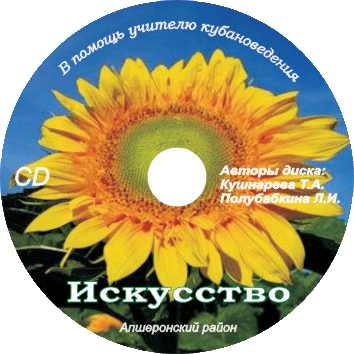 В помощь учителю кубановедения
CD
Авторы диска:
Кушнарева Т.А.
Полубабкина Л.И.
Искусство
Апшеронский район